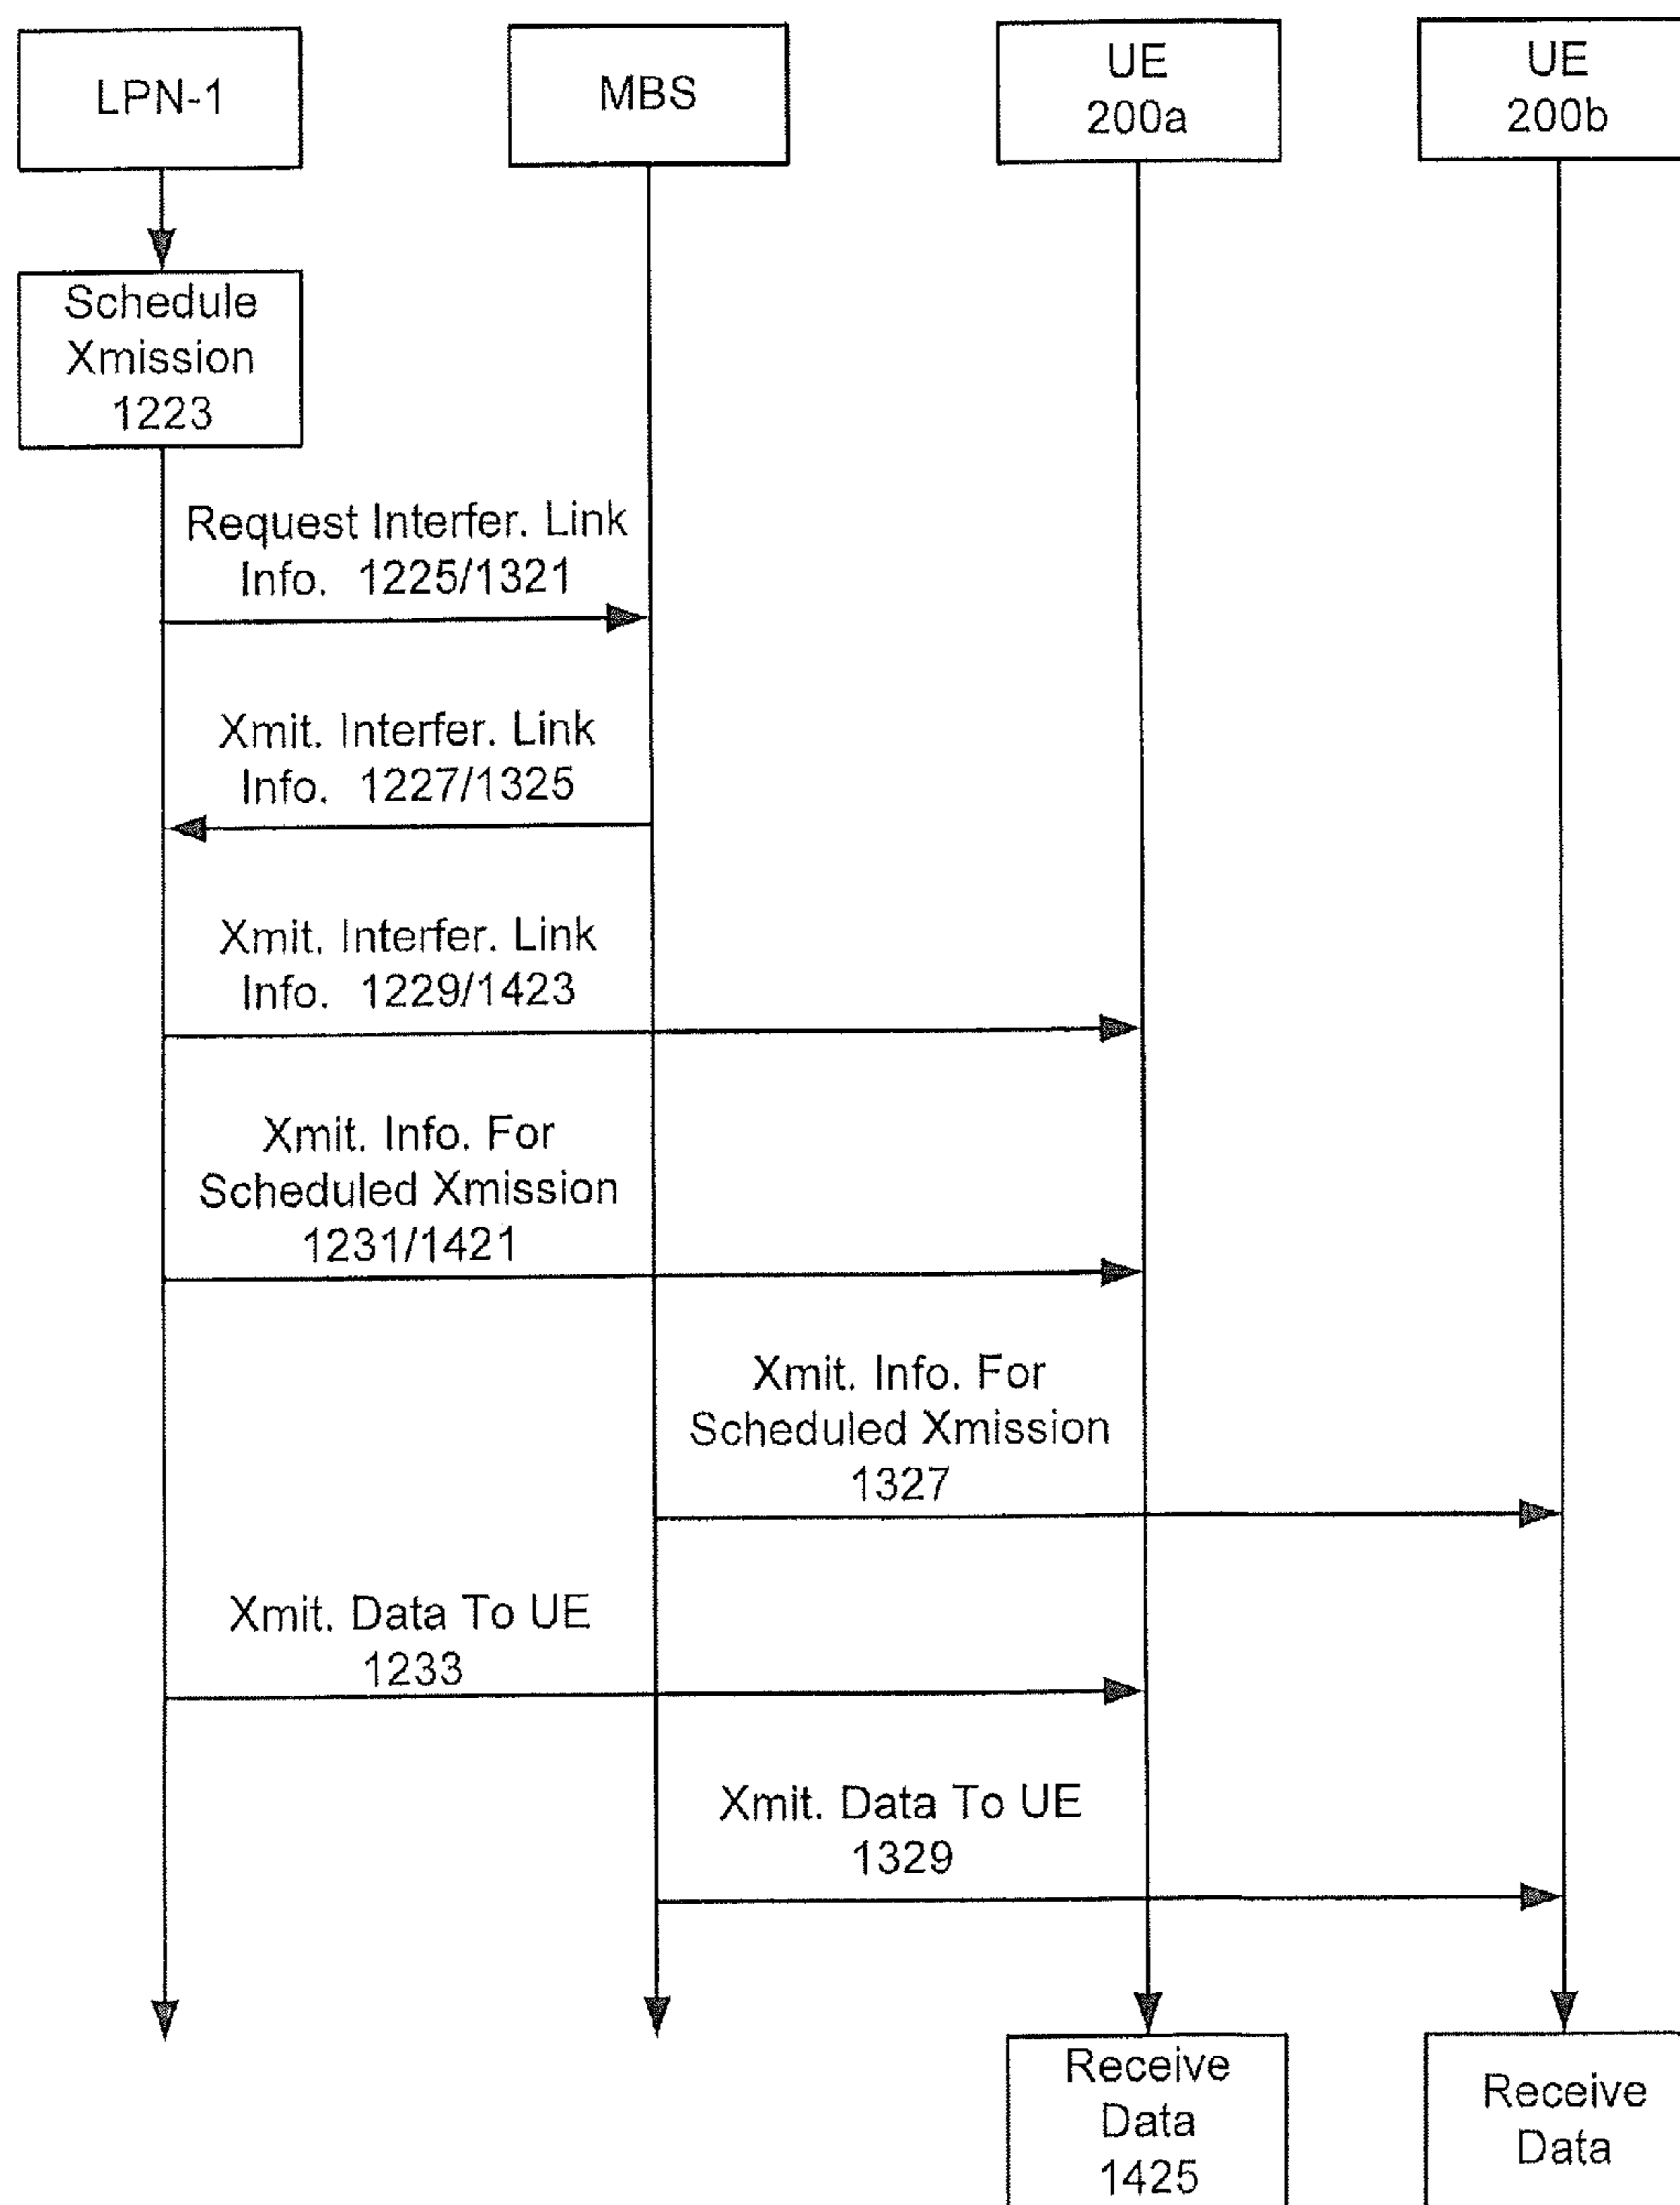 LPN-1
MBS
UE
200a
UE
200b
Schedule
Xmission
1223
Request Interfer. Link
Info. 1225/1321
Xmit. Interfer. Link
Info. 1227/1325
Xmit. Interfer. Link
Info. 1229/1423
Xmit. Info. For
Scheduled Xmission
1231/1421
Xmit. Info. For
Scheduled Xmission
1327
Xmit. Data To UE
1233
Xmit. Data To UE
1329
Receive
Data
1425
Receive
Data